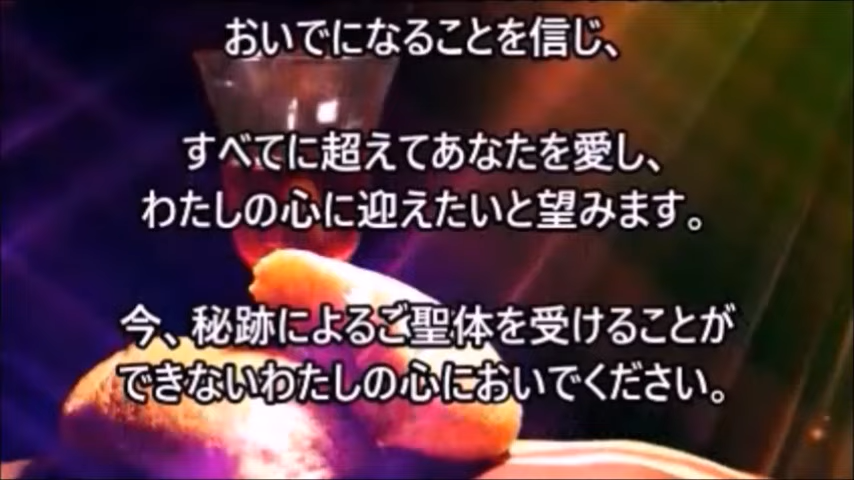 おいでになることを信じ、
すべてに超えてあなたを愛し、
わたしの心に迎えたいと望みます。
今、秘跡によるご聖体を受けることが
できないわたしの心においでください。